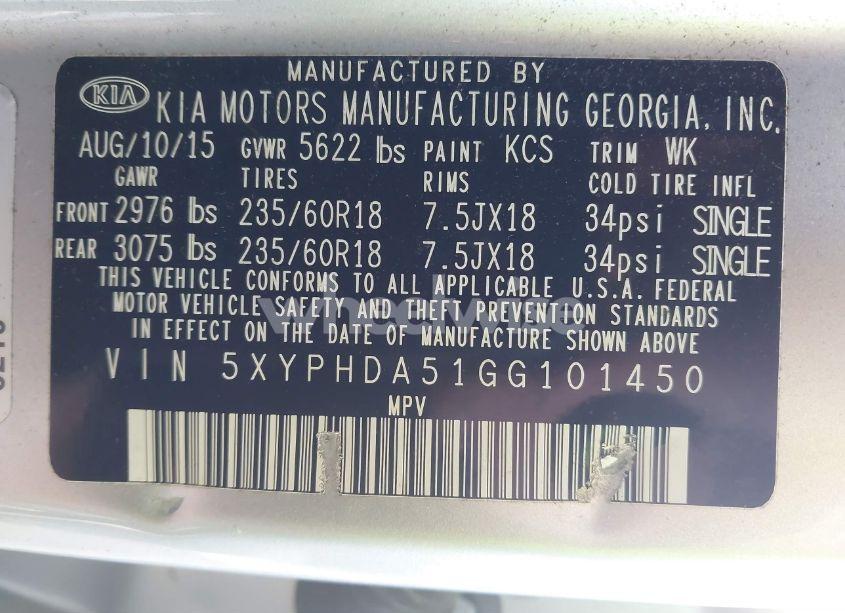 MANUFACTURED BY
KIA KIA MOTORS MANUFACTURING GEORGIA, INC.
AUG/10/15 GVWR 5622 lbs PAINT KCS TRIM WK
GAWR TIRES RIMS COLD TIRE INFL
FRONT 2976 lbs 235/60R18 7.5JX18 34psi SINGLE
REAR 3075 lbs 235/60R18 7.5JX18 34psi SINGLE
THIS VEHICLE CONFORMS TO ALL APPLICABLE U.S.A. FEDERAL
MOTOR VEHICLE SAFETY AND THEFT PREVENTION STANDARDS
IN EFFECT ON THE DATE OF MANUFACTURE SHOWN ABOVE
VIN 5XYPHDA51GG101450
MPV
wheelwise